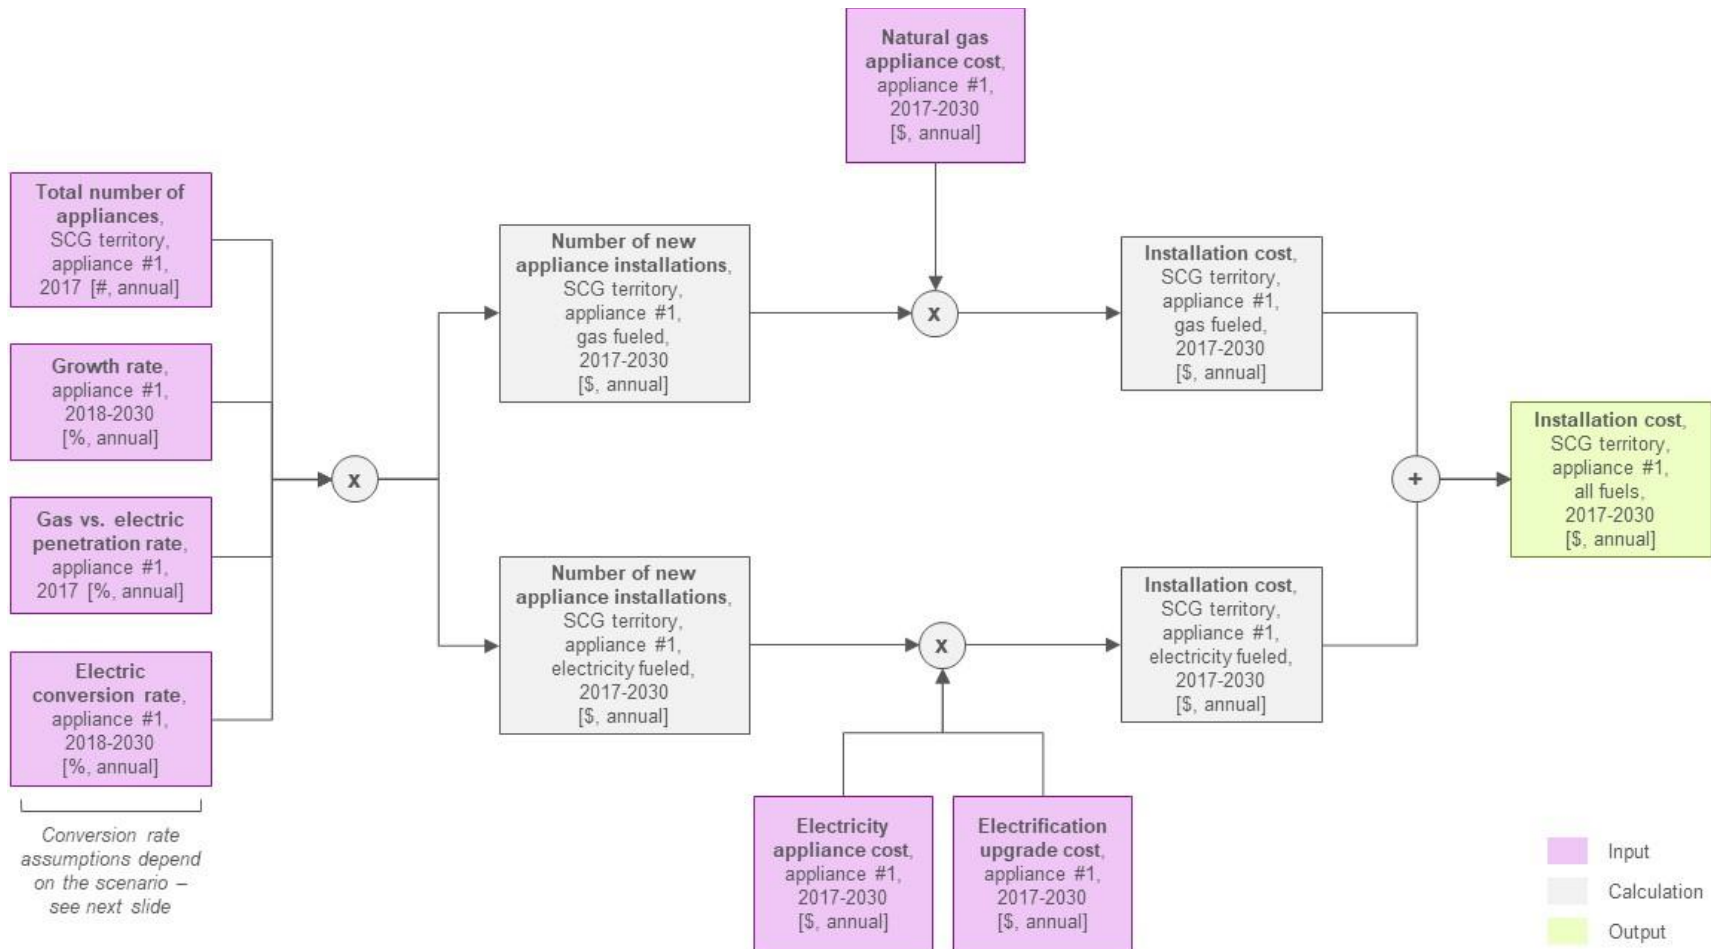 Natural gas
appliance cost,
appliance #1,
2017-2030
[$, annual]
Total number of
appliances,
SCG territory,
appliance #1,
2017 [#, annual]
Growth rate,
appliance #1,
2018-2030
[%, annual]
Gas vs. electric
penetration rate,
appliance #1,
2017 [%, annual]
Electric
conversion rate,
appliance #1,
2018-2030
[%, annual]
Conversion rate
assumptions depend
on the scenario –
see next slide
x
Number of new
appliance installations,
SCG territory,
appliance #1,
gas fueled,
2017-2030
[$, annual]
Number of new
appliance installations,
SCG territory,
appliance #1,
electricity fueled,
2017-2030
[$, annual]
x
x
Electricity
appliance cost,
appliance #1,
2017-2030
[$, annual]
Electrification
upgrade cost,
appliance #1,
2017-2030
[$, annual]
Installation cost,
SCG territory,
appliance #1,
gas fueled,
2017-2030
[$, annual]
Installation cost,
SCG territory,
appliance #1,
electricity fueled,
2017-2030
[$, annual]
+
Installation cost,
SCG territory,
appliance #1,
all fuels,
2017-2030
[$, annual]
Input
Calculation
Output